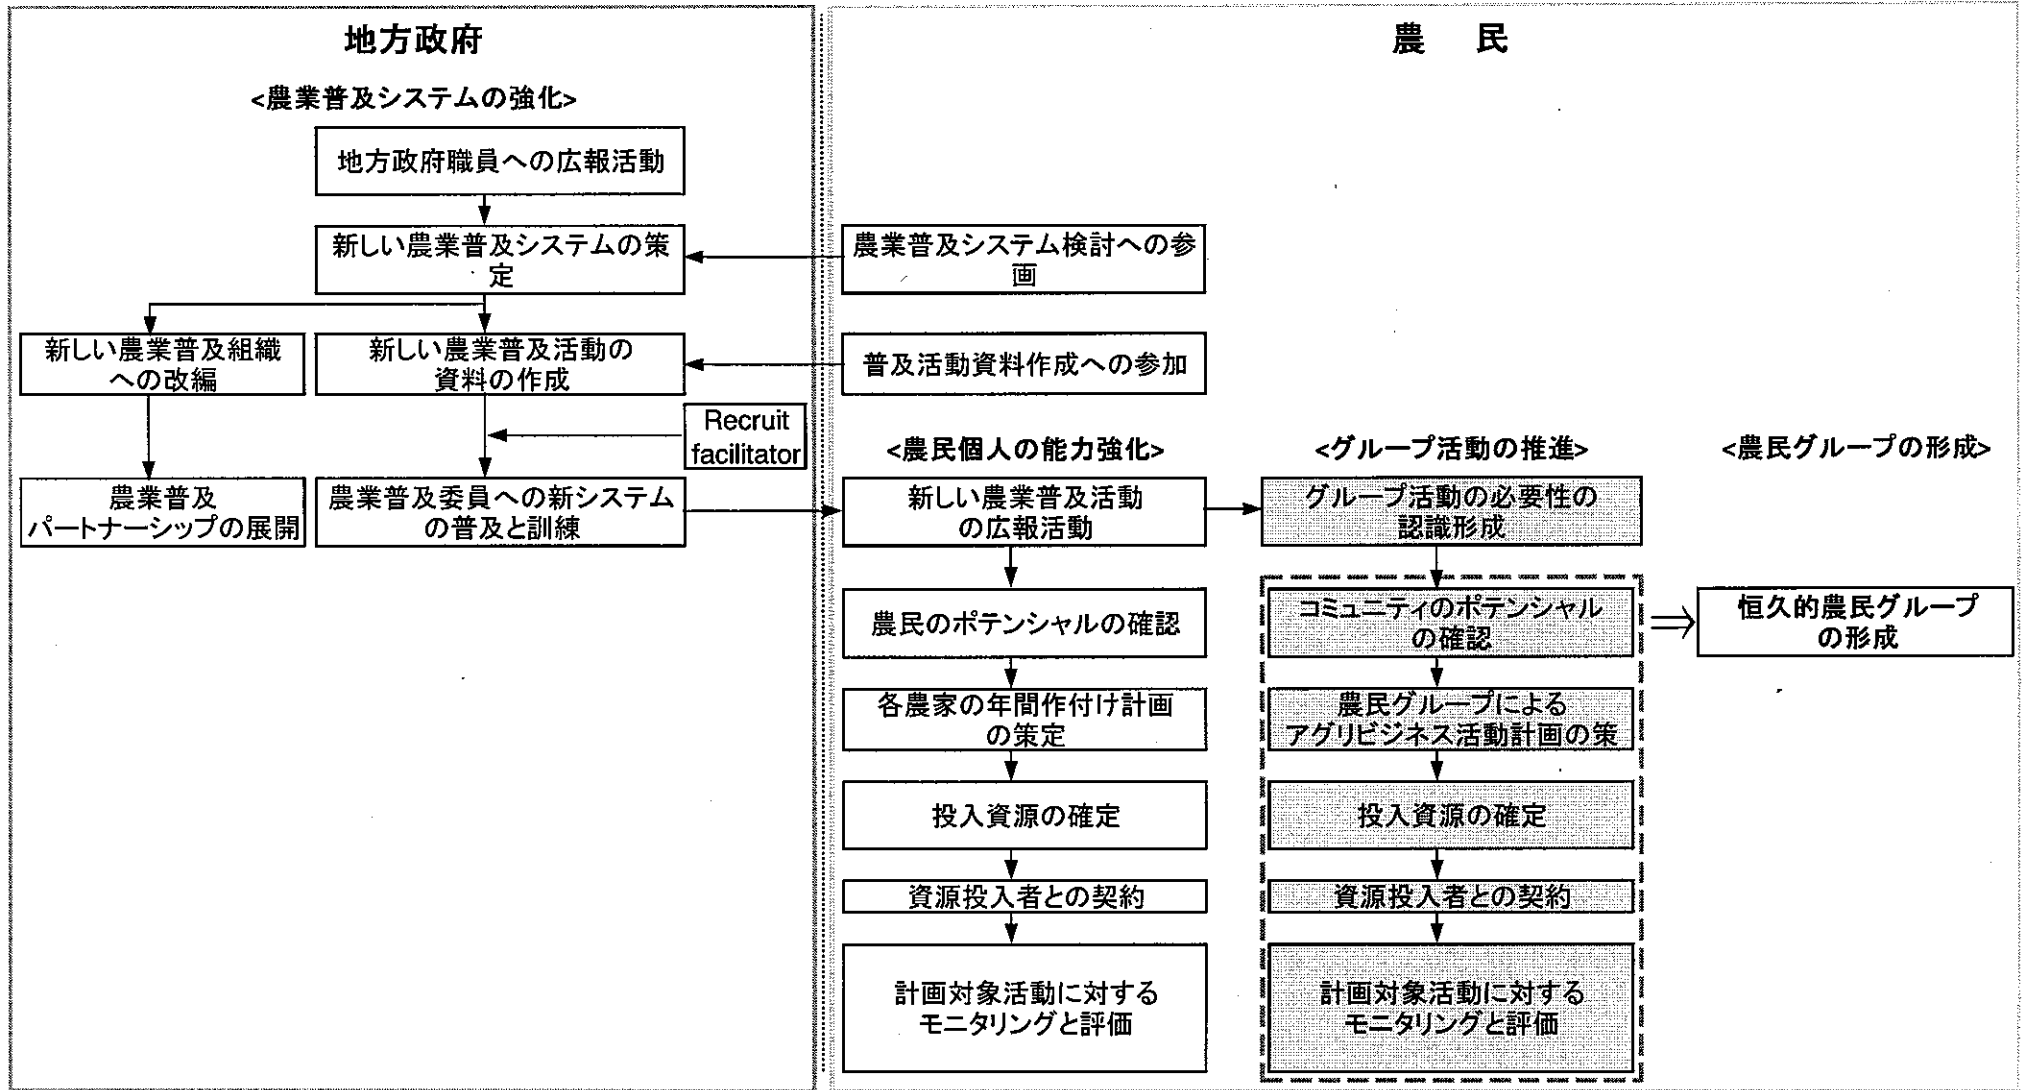 地方政府
<農業普及システムの強化>
地方政府職員への広報活動
新しい農業普及システムの策
定
新しい農業普及組織
への改編
新しい農業普及活動の
資料の作成
Recruit
facilitator
農業普及
パートナーシップの展開
農業普及委員への新システム
の普及と訓練
農 民
農業普及システム検討への参
画
普及活動資料作成への参加
<農民個人の能力強化>
新しい農業普及活動
の広報活動
農民のポテンシャルの確認
各農家の年間作付け計画
の策定
投入資源の確定
資源投入者との契約
計画対象活動に対する
モニタリングと評価
<グループ活動の推進>
グループ活動の必要性の
認識形成
コミュニティのポテンシャル
の確認
農民グループによる
アグリビジネス活動計画の策
投入資源の確定
資源投入者との契約
計画対象活動に対する
モニタリングと評価
<農民グループの形成>
恒久的農民グループ
の形成